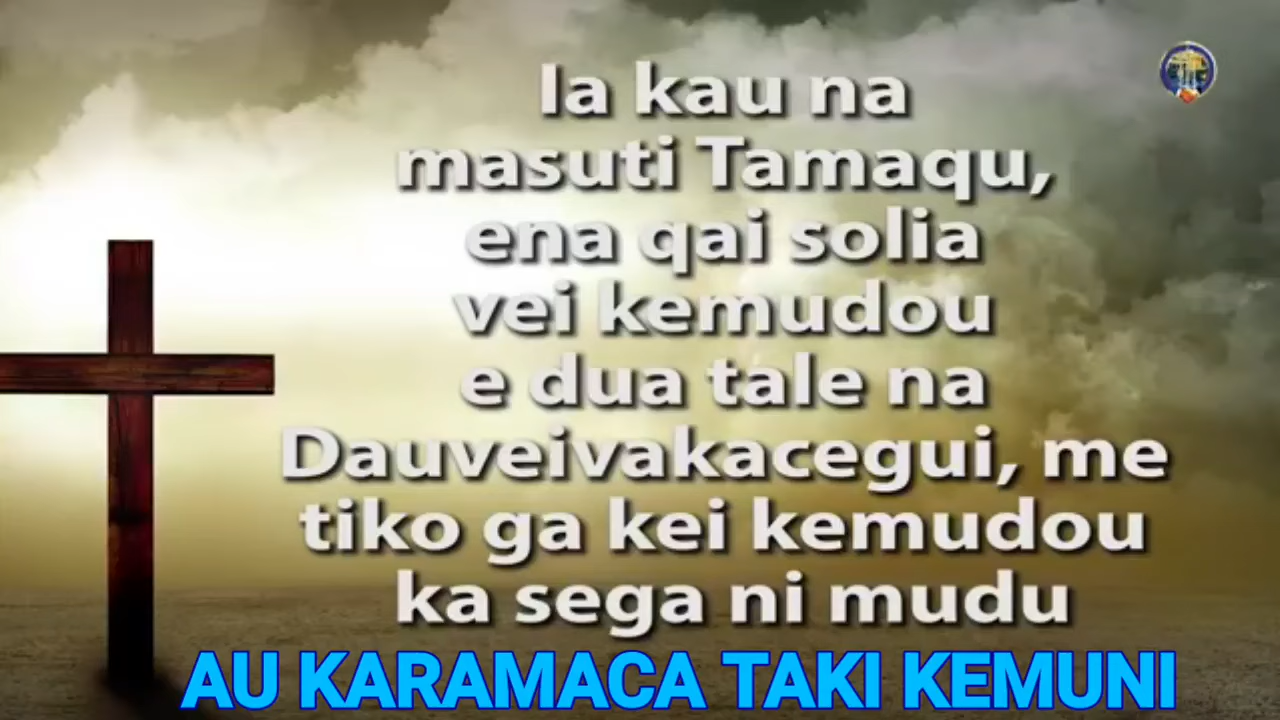 Ia kau na
masuti Tamaqu,
ena qai solia
vei kemudou
e dua tale na
Dauveivakacegui, me
tiko ga kei kemudou
ka sega ni mudu
AU KARAMACA TAKI KEMUNI